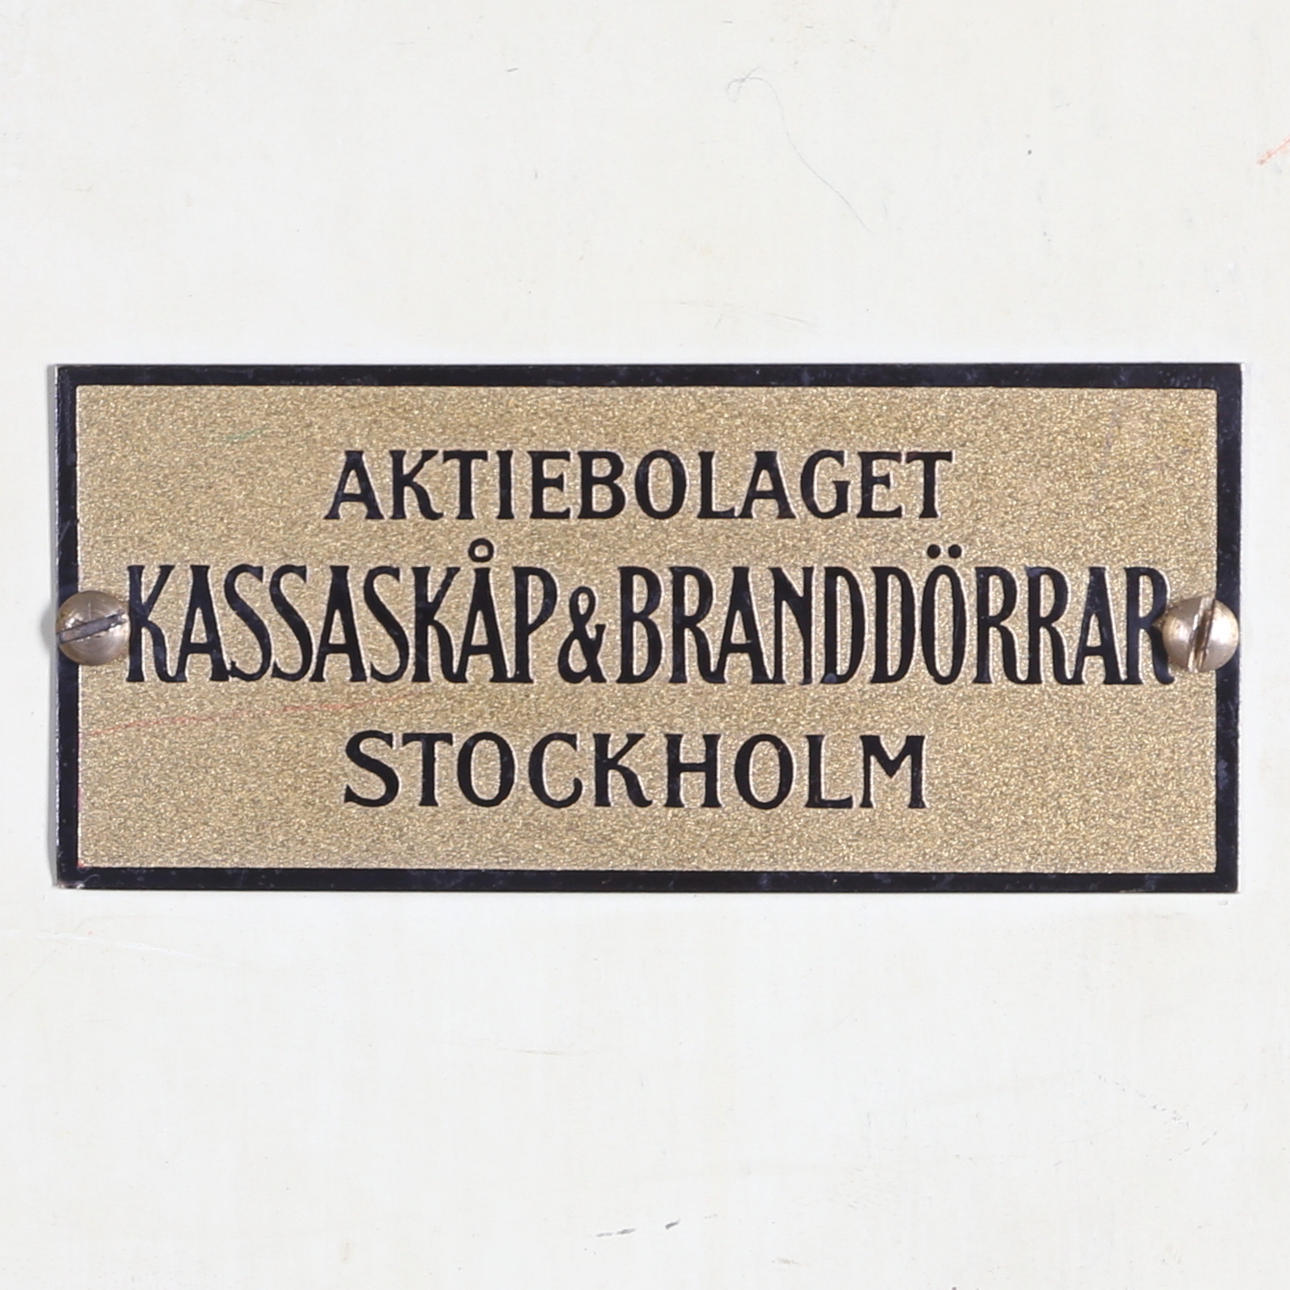 AKTIEBOLAGET
KASSASKÅP & BRANDDÖRRAR
STOCKHOLM